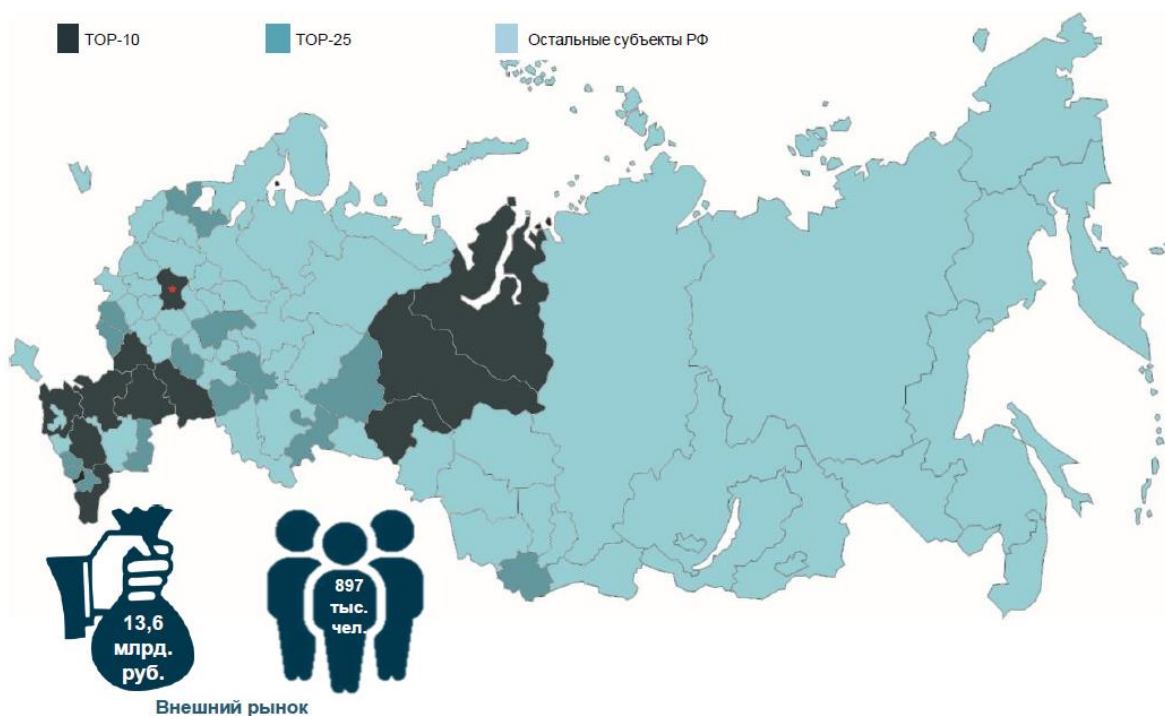 TOP-10
TOP-25
Остальные субъекты РФ
13,6
млрд.
руб.
897
тыс.
чел.
Внешний рынок